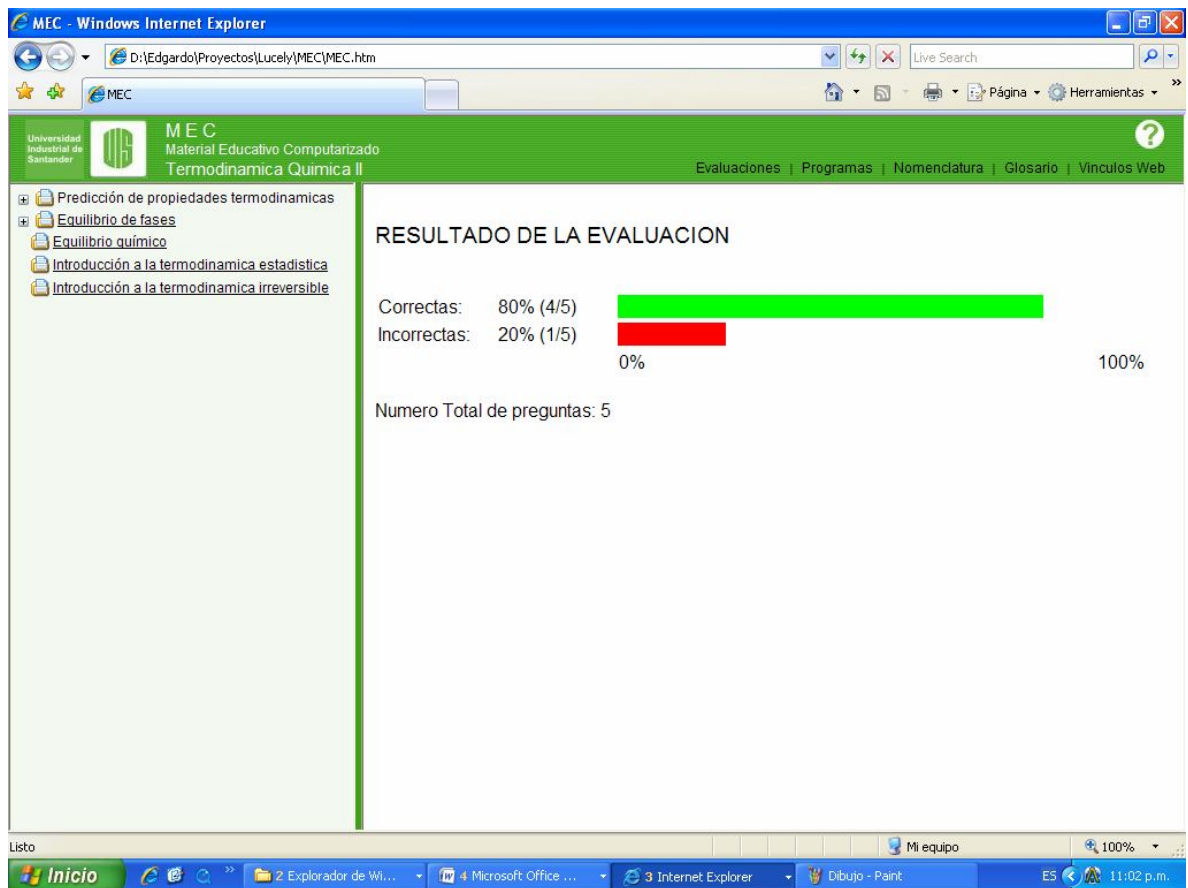 MEC - Windows Internet Explorer
D:\Edgardo\Proyectos\Lucely\MEC\MEC.htm
Live Search
MEC
Página
Herramientas
Universidad
Industrial de
Santander
M E C
Material Educativo Computarizado
Termodinamica Quimica II
Evaluaciones | Programas | Nomenclatura | Glosario | Vinculos Web
Predicción de propiedades termodinamicas
Equilibrio de fases
Equilibrio químico
Introducción a la termodinamica estadistica
Introducción a la termodinamica irreversible
RESULTADO DE LA EVALUACION
Correctas: 80% (4/5)
Incorrectas: 20% (1/5)
0% 100%
Numero Total de preguntas: 5
Listo
Mi equipo
100%
Inicio
2 Explorador de Wi...
4 Microsoft Office ...
3 Internet Explorer
Dibujo - Paint
ES
11:02 p.m.